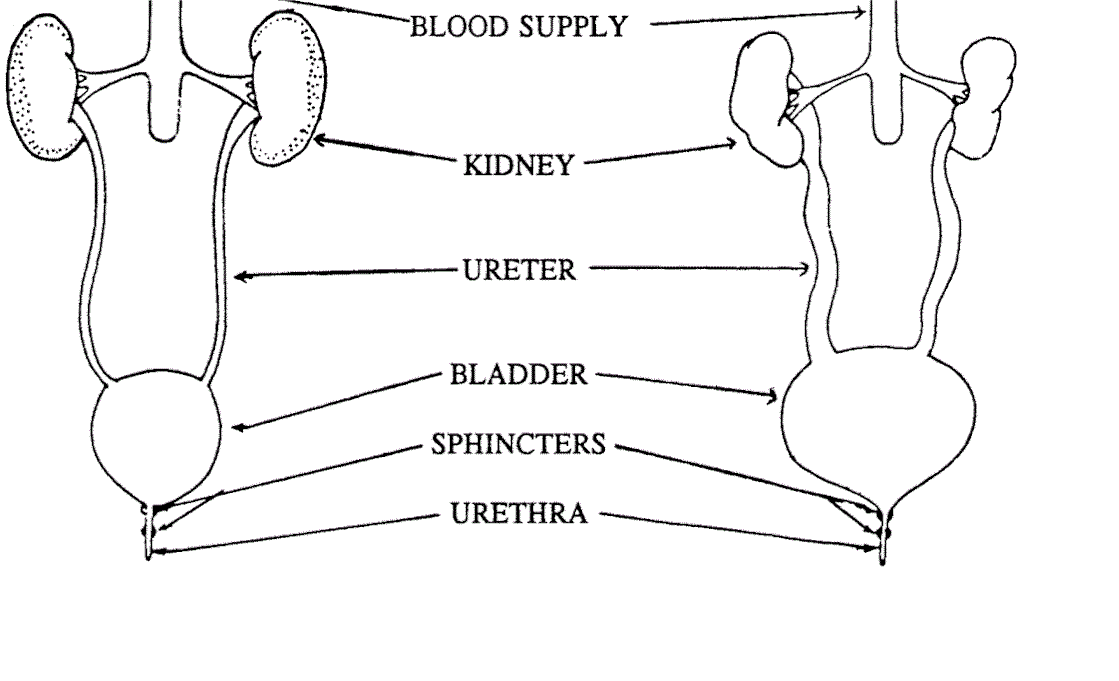 BLOOD SUPPLY
KIDNEY
URETER
BLADDER
SPHINCTERS
URETHRA